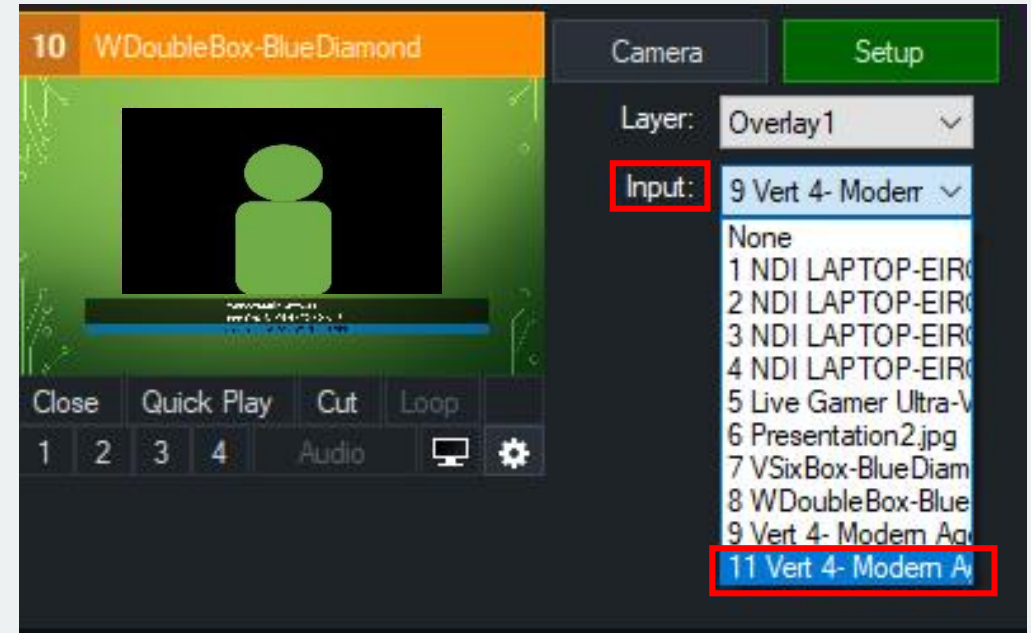 10 WDoubleBox-BlueDiamond
Camera Setup
Layer: Overlay1
Input: 9 Vert 4- Moderr
None
1 NDI LAPTOP-EIR
2 NDI LAPTOP-EIR
3 NDI LAPTOP-EIR
4 NDI LAPTOP-EIR
5 Live Gamer Ultra-V
6 Presentation2.jpg
7 VSixBox-BlueDiam
8 WDoubleBox-Blue
9 Vert 4- Modern Ag
11 Vert 4- Modern A
Close Quick Play Cut Loop
1 2 3 4 Audio